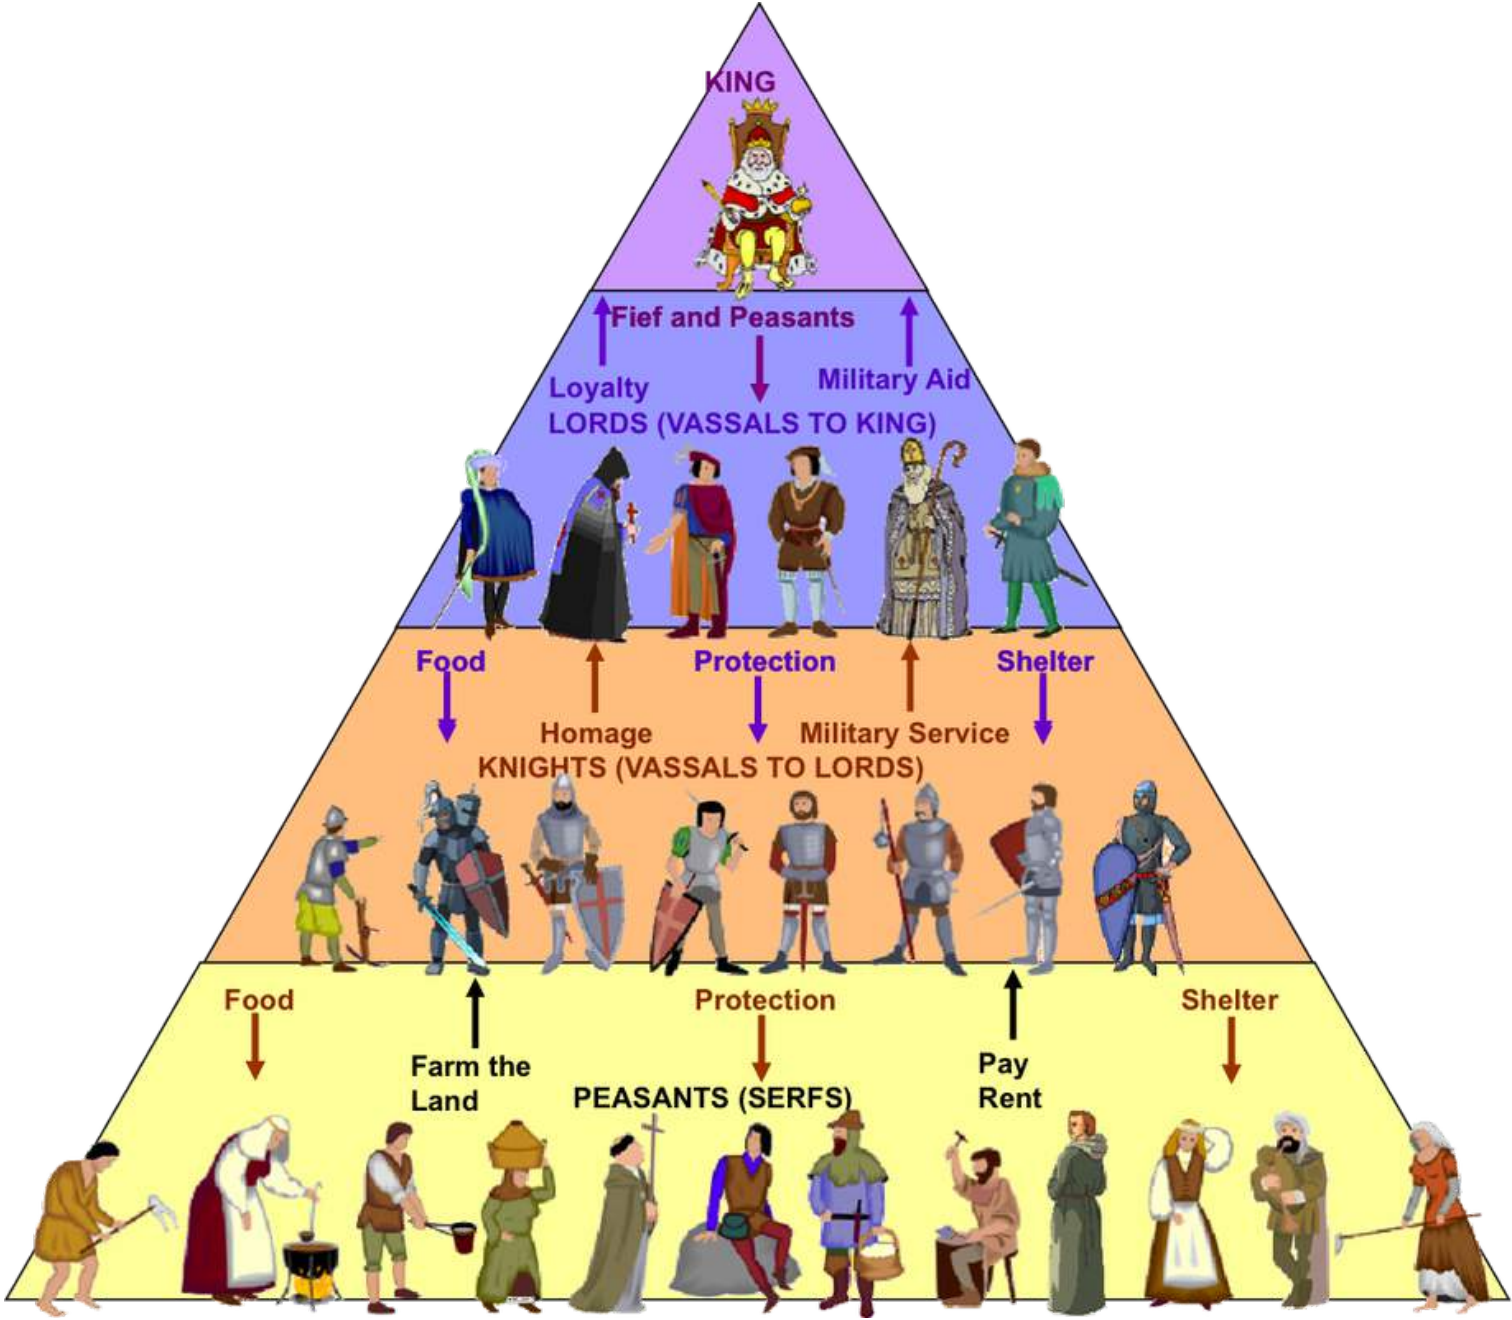 KING
Fief and Peasants
Loyalty
Military Aid
LORDS (VASSALS TO KING)
Food
Protection
Shelter
Homage
Military Service
KNIGHTS (VASSALS TO LORDS)
Food
Protection
Shelter
Farm the
Land
Pay
Rent
PEASANTS (SERFS)